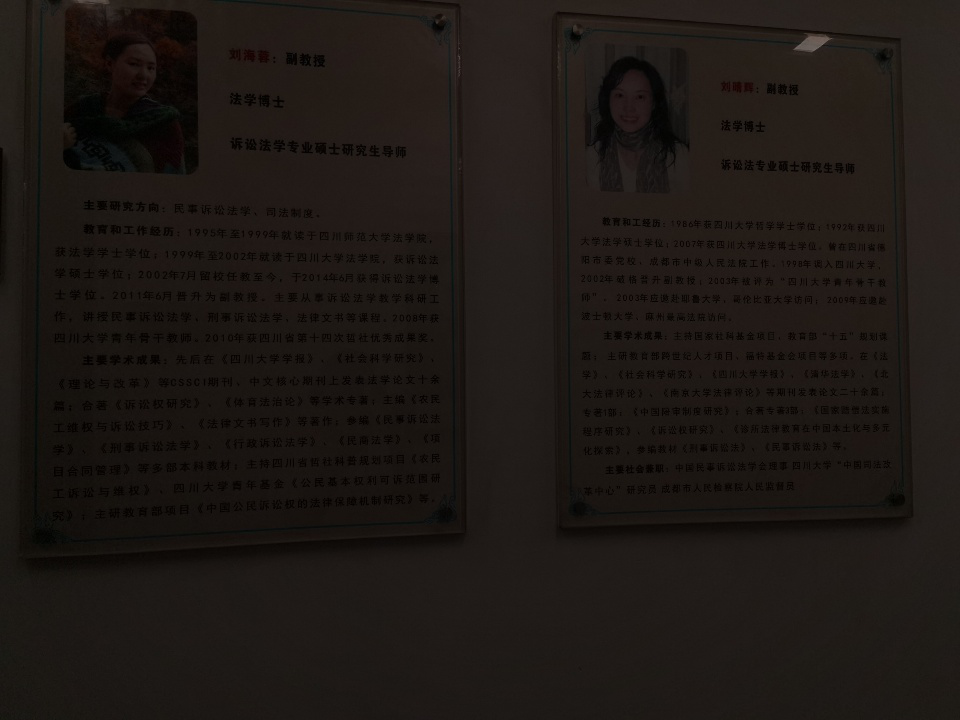 刘海蓉：副教授
法学博士
诉讼法学专业硕士研究生导师
主要研究方向：民事诉讼法学、司法制度。
教育和工作经历：1995年至1999年就读于四川师范大学法学院，
获法学学士学位；1999年至2002年就读于四川大学法学院，获诉讼法
学硕士学位；2002年7月留校任教至今，于2014年6月获得诉讼法学博
士学位。2011年6月晋升为副教授。主要从事诉讼法学教学科研工
作，讲授民事诉讼法学、刑事诉讼法学、法律文书等课程。2008年获
四川大学青年骨干教师。2010年获四川省第十四次哲社优秀成果奖。
主要学术成果：先后在《四川大学学报》、《社会科学研究》、
《理论与改革》等CSSCI期刊、中文核心期刊上发表法学论文十余
篇；合著《诉讼权研究》、《体育法治论》等学术专著；主编《农民
工维权与诉讼技巧》、《法律文书写作》等著作；参编《民事诉讼法
学》、《刑事诉讼法学》、《行政诉讼法学》、《民商法学》、《项
目合同管理》等多部本科教材；主持四川省哲社科普规划项目《农民
工诉讼与维权》、四川大学青年基金《公民基本权利可诉范围研
究》；主研教育部项目《中国公民诉讼权的法律保障机制研究》等。
刘晴辉：副教授
法学博士
诉讼法专业硕士研究生导师
教育和工经历：1986年获四川大学哲学学士学位；1995年获四川
大学法学硕士学位；2007年获四川大学法学博士学位。曾在四川省绵
阳市委党校、成都市中级人民法院工作。1998年调入四川大学，
2002年破格晋升副教授；2003年被评为“四川大学青年骨干教
师”。2003年应邀赴耶鲁大学、哥伦比亚大学访问；2009年应邀赴
波士顿大学、麻州最高法院访问。
主要学术成果：主持国家社科基金项目、教育部“十五”规划课
题；主研教育部跨世纪人才项目、福特基金会项目等多项。在《法
学》、《社会科学研究》、《四川大学学报》、《清华法学》、《北
大法律评论》、《南京大学法律评论》等期刊发表论文二十余篇。
专著1部：《中国陪审制度研究》；合著专著3部：《国家赔偿法实施
程序研究》、《诉讼权研究》、《诊所法律教育在中国本土化与多变
化探索》。参编教材《刑事诉讼法》、《民事诉讼法》等。
主要社会兼职：中国民事诉讼法学会理事 四川大学“中国司法改
革中心”研究员 成都市人民检察院人民监督员